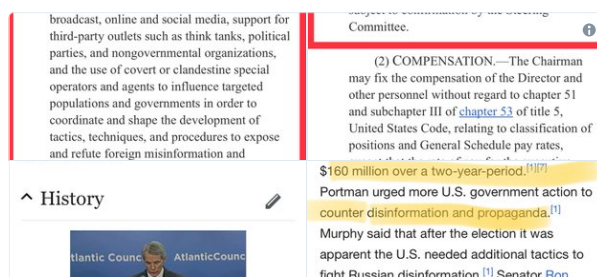 broadcast, online and social media, support for
third-party outlets such as think tanks, political
parties, and nongovernmental organizations,
and the use of covert or clandestine special
operators and agents to influence targeted
populations and governments in order to
coordinate and shape the development of
tactics, techniques, and procedures to expose
and refute foreign misinformation and
subject to confirmation by the Steering
Committee.
(2) COMPENSATION.—The Chairman
may fix the compensation of the Director and
other personnel without regard to chapter 51
and subchapter III of chapter 53 of title 5,
United States Code, relating to classification of
positions and General Schedule pay rates,
History
tlantic Counc
AtlanticCounc
$160 million over a two-year-period.[1][7]
Portman urged more U.S. government action to
counter disinformation and propaganda.[1]
Murphy said that after the election it was
apparent the U.S. needed additional tactics to
fight Russian disinformation.[1] Senator Ron